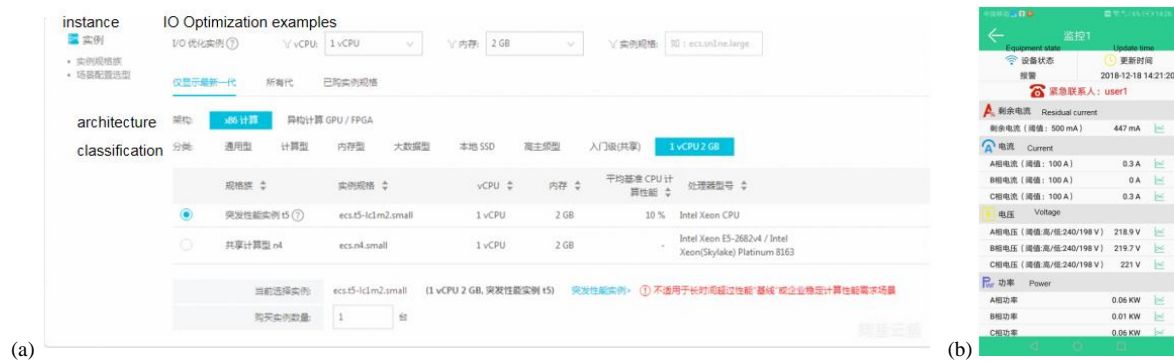 instance IO Optimization examples
实例 I/O 优化实例 vCPU: 1 vCPU 内存: 2 GB 实例规格: 如：ecs.sn1ne.large
实例规格族
场景配置选型
仅显示最新一代 所有代 已购实例规格
architecture 架构: x86 计算 异构计算 GPU / FPGA
classification 分类: 通用型 计算型 内存型 大数据型 本地 SSD 高主频型 入门级(共享) 1 vCPU 2 GB
规格族 实例规格 vCPU 内存 平均基准 CPU 计算性能 处理器型号
突发性能实例 t5 ecs.t5-lc1m2.small 1 vCPU 2 GB 10 % Intel Xeon CPU
共享计算型 n4 ecs.n4.small 1 vCPU 2 GB - Intel Xeon E5-2682v4 / Intel
Xeon(Skylake) Platinum 8163
当前选择实例: ecs.t5-lc1m2.small (1 vCPU 2 GB, 突发性能实例 t5) 突发性能实例> 不适用于长时间超过性能"基线"或企业稳定计算性能需求场景
购买实例数量: 1 台
(a)
监控1
Equipment state Update time
设备状态 更新时间
报警 2018-12-18 14:21:20
紧急联系人：user1
剩余电流 Residual current
剩余电流（阈值：500 mA） 447 mA
电流 Current
A相电流（阈值：100 A） 0.3 A
B相电流（阈值：100 A） 0 A
C相电流（阈值：100 A） 0.3 A
电压 Voltage
A相电压（阈值:高/低:240/198 V） 218.9 V
B相电压（阈值:高/低:240/198 V） 219.7 V
C相电压（阈值:高/低:240/198 V） 221 V
功率 Power
A相功率 0.06 KW
B相功率 0.01 KW
C相功率 0.06 KW
(b)